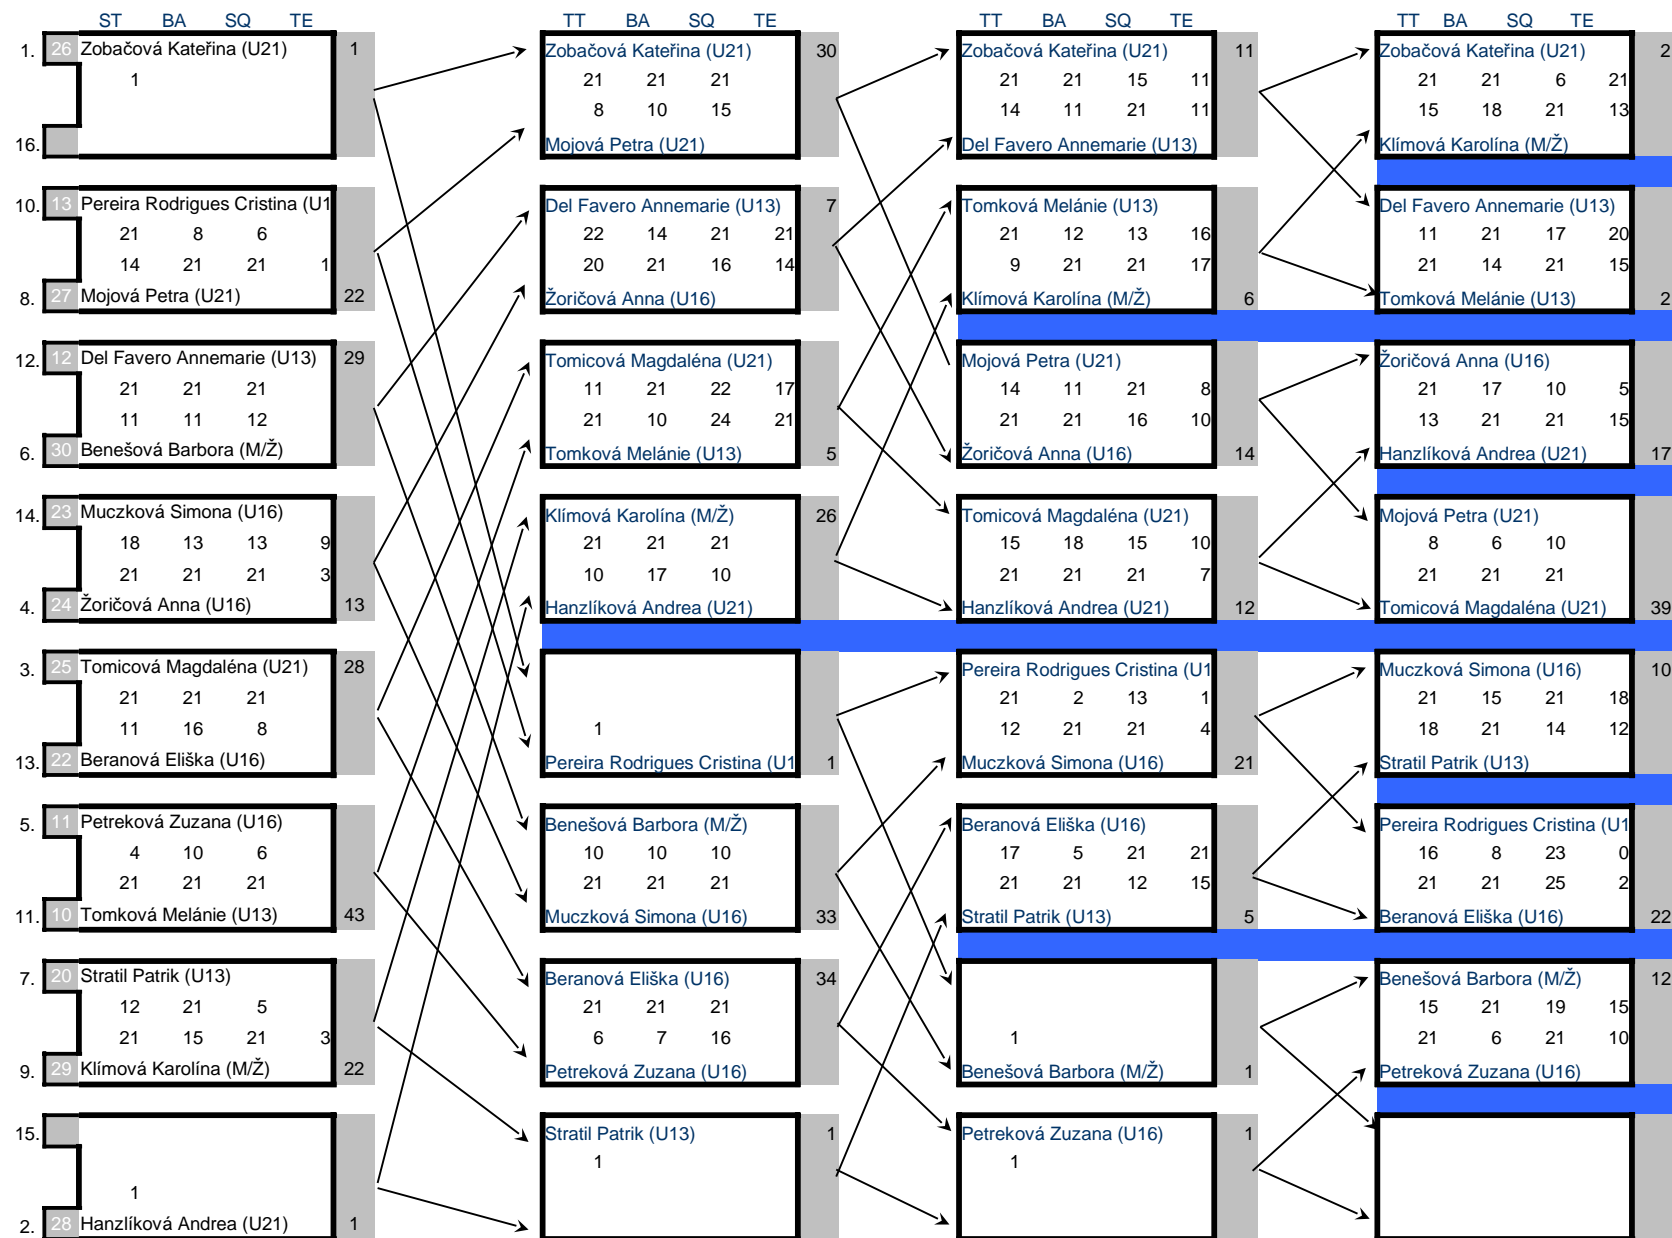 ST BA SQ TE TT BA SQ TE TT BA SQ TE TT BA SQ TE
1. 26 Zobačová Kateřina (U21) 1
1
16.
10. 13 Pereira Rodrigues Cristina (U1
21 8 6
14 21 21 1
8. 27 Mojová Petra (U21) 22
12. 12 Del Favero Annemarie (U13) 29
21 21 21
11 11 12
6. 30 Benešová Barbora (M/Ž)
14. 23 Muczková Simona (U16)
18 13 13 9
21 21 21 3
4. 24 Žoričová Anna (U16) 13
3. 25 Tomicová Magdaléna (U21) 28
21 21 21
11 16 8
13. 22 Beranová Eliška (U16)
5. 11 Petreková Zuzana (U16)
4 10 6
21 21 21
11. 10 Tomková Melánie (U13) 43
7. 20 Stratil Patrik (U13)
12 21 5
21 15 21 3
9. 29 Klímová Karolína (M/Ž) 22
15.
1
2. 28 Hanzlíková Andrea (U21) 1
Zobačová Kateřina (U21) 30
21 21 21
8 10 15
Mojová Petra (U21)
Del Favero Annemarie (U13) 7
22 14 21 21
20 21 16 14
Žoričová Anna (U16)
Tomicová Magdaléna (U21)
11 21 22 17
21 10 24 21
Tomková Melánie (U13) 5
Klímová Karolína (M/Ž) 26
21 21 21
10 17 10
Hanzlíková Andrea (U21)
1
Pereira Rodrigues Cristina (U1 1
Benešová Barbora (M/Ž)
10 10 10
21 21 21
Muczková Simona (U16) 33
Beranová Eliška (U16) 34
21 21 21
6 7 16
Petreková Zuzana (U16)
Stratil Patrik (U13) 1
1
Zobačová Kateřina (U21) 11
21 21 15 11
14 11 21 11
Del Favero Annemarie (U13)
Tomková Melánie (U13)
21 12 13 16
9 21 21 17
Klímová Karolína (M/Ž) 6
Mojová Petra (U21)
14 11 21 8
21 21 16 10
Žoričová Anna (U16) 14
Tomicová Magdaléna (U21)
15 18 15 10
21 21 21 7
Hanzlíková Andrea (U21) 12
Pereira Rodrigues Cristina (U1
21 2 13 1
12 21 21 4
Muczková Simona (U16) 21
Beranová Eliška (U16)
17 5 21 21
21 21 12 15
Stratil Patrik (U13) 5
1
Benešová Barbora (M/Ž) 1
Petreková Zuzana (U16) 1
1
Zobačová Kateřina (U21) 2
21 21 6 21
15 18 21 13
Klímová Karolína (M/Ž)
Del Favero Annemarie (U13)
11 21 17 20
21 14 21 15
Tomková Melánie (U13) 2
Žoričová Anna (U16)
21 17 10 5
13 21 21 15
Hanzlíková Andrea (U21) 17
Mojová Petra (U21)
8 6 10
21 21 21
Tomicová Magdaléna (U21) 39
Muczková Simona (U16) 10
21 15 21 18
18 21 14 12
Stratil Patrik (U13)
Pereira Rodrigues Cristina (U1
16 8 23 0
21 21 25 2
Beranová Eliška (U16) 22
Benešová Barbora (M/Ž) 12
15 21 19 15
21 6 21 10
Petreková Zuzana (U16)